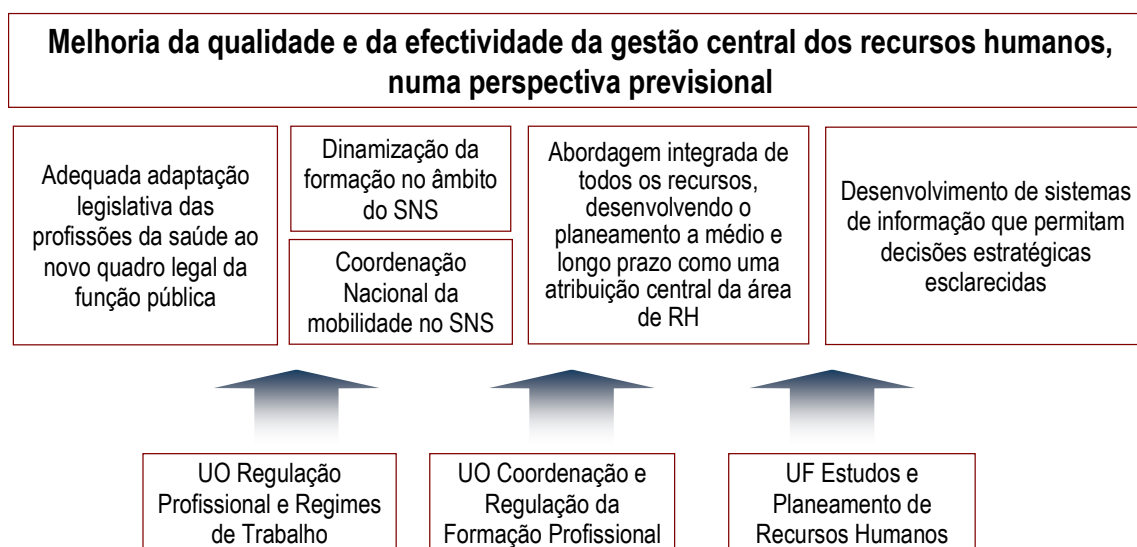 Melhoria da qualidade e da efectividade da gestão central dos recursos humanos,
numa perspectiva previsional
Adequada adaptação
legislativa das
profissões da saúde ao
novo quadro legal da
função pública
Dinamização da
formação no âmbito
do SNS
Coordenação
Nacional da
mobilidade no SNS
Abordagem integrada de
todos os recursos,
desenvolvendo o
planeamento a médio e
longo prazo como uma
atribuição central da área
de RH
Desenvolvimento de sistemas
de informação que permitam
decisões estratégicas
esclarecidas
UO Regulação
Profissional e Regimes
de Trabalho
UO Coordenação e
Regulação da
Formação Profissional
UF Estudos e
Planeamento de
Recursos Humanos